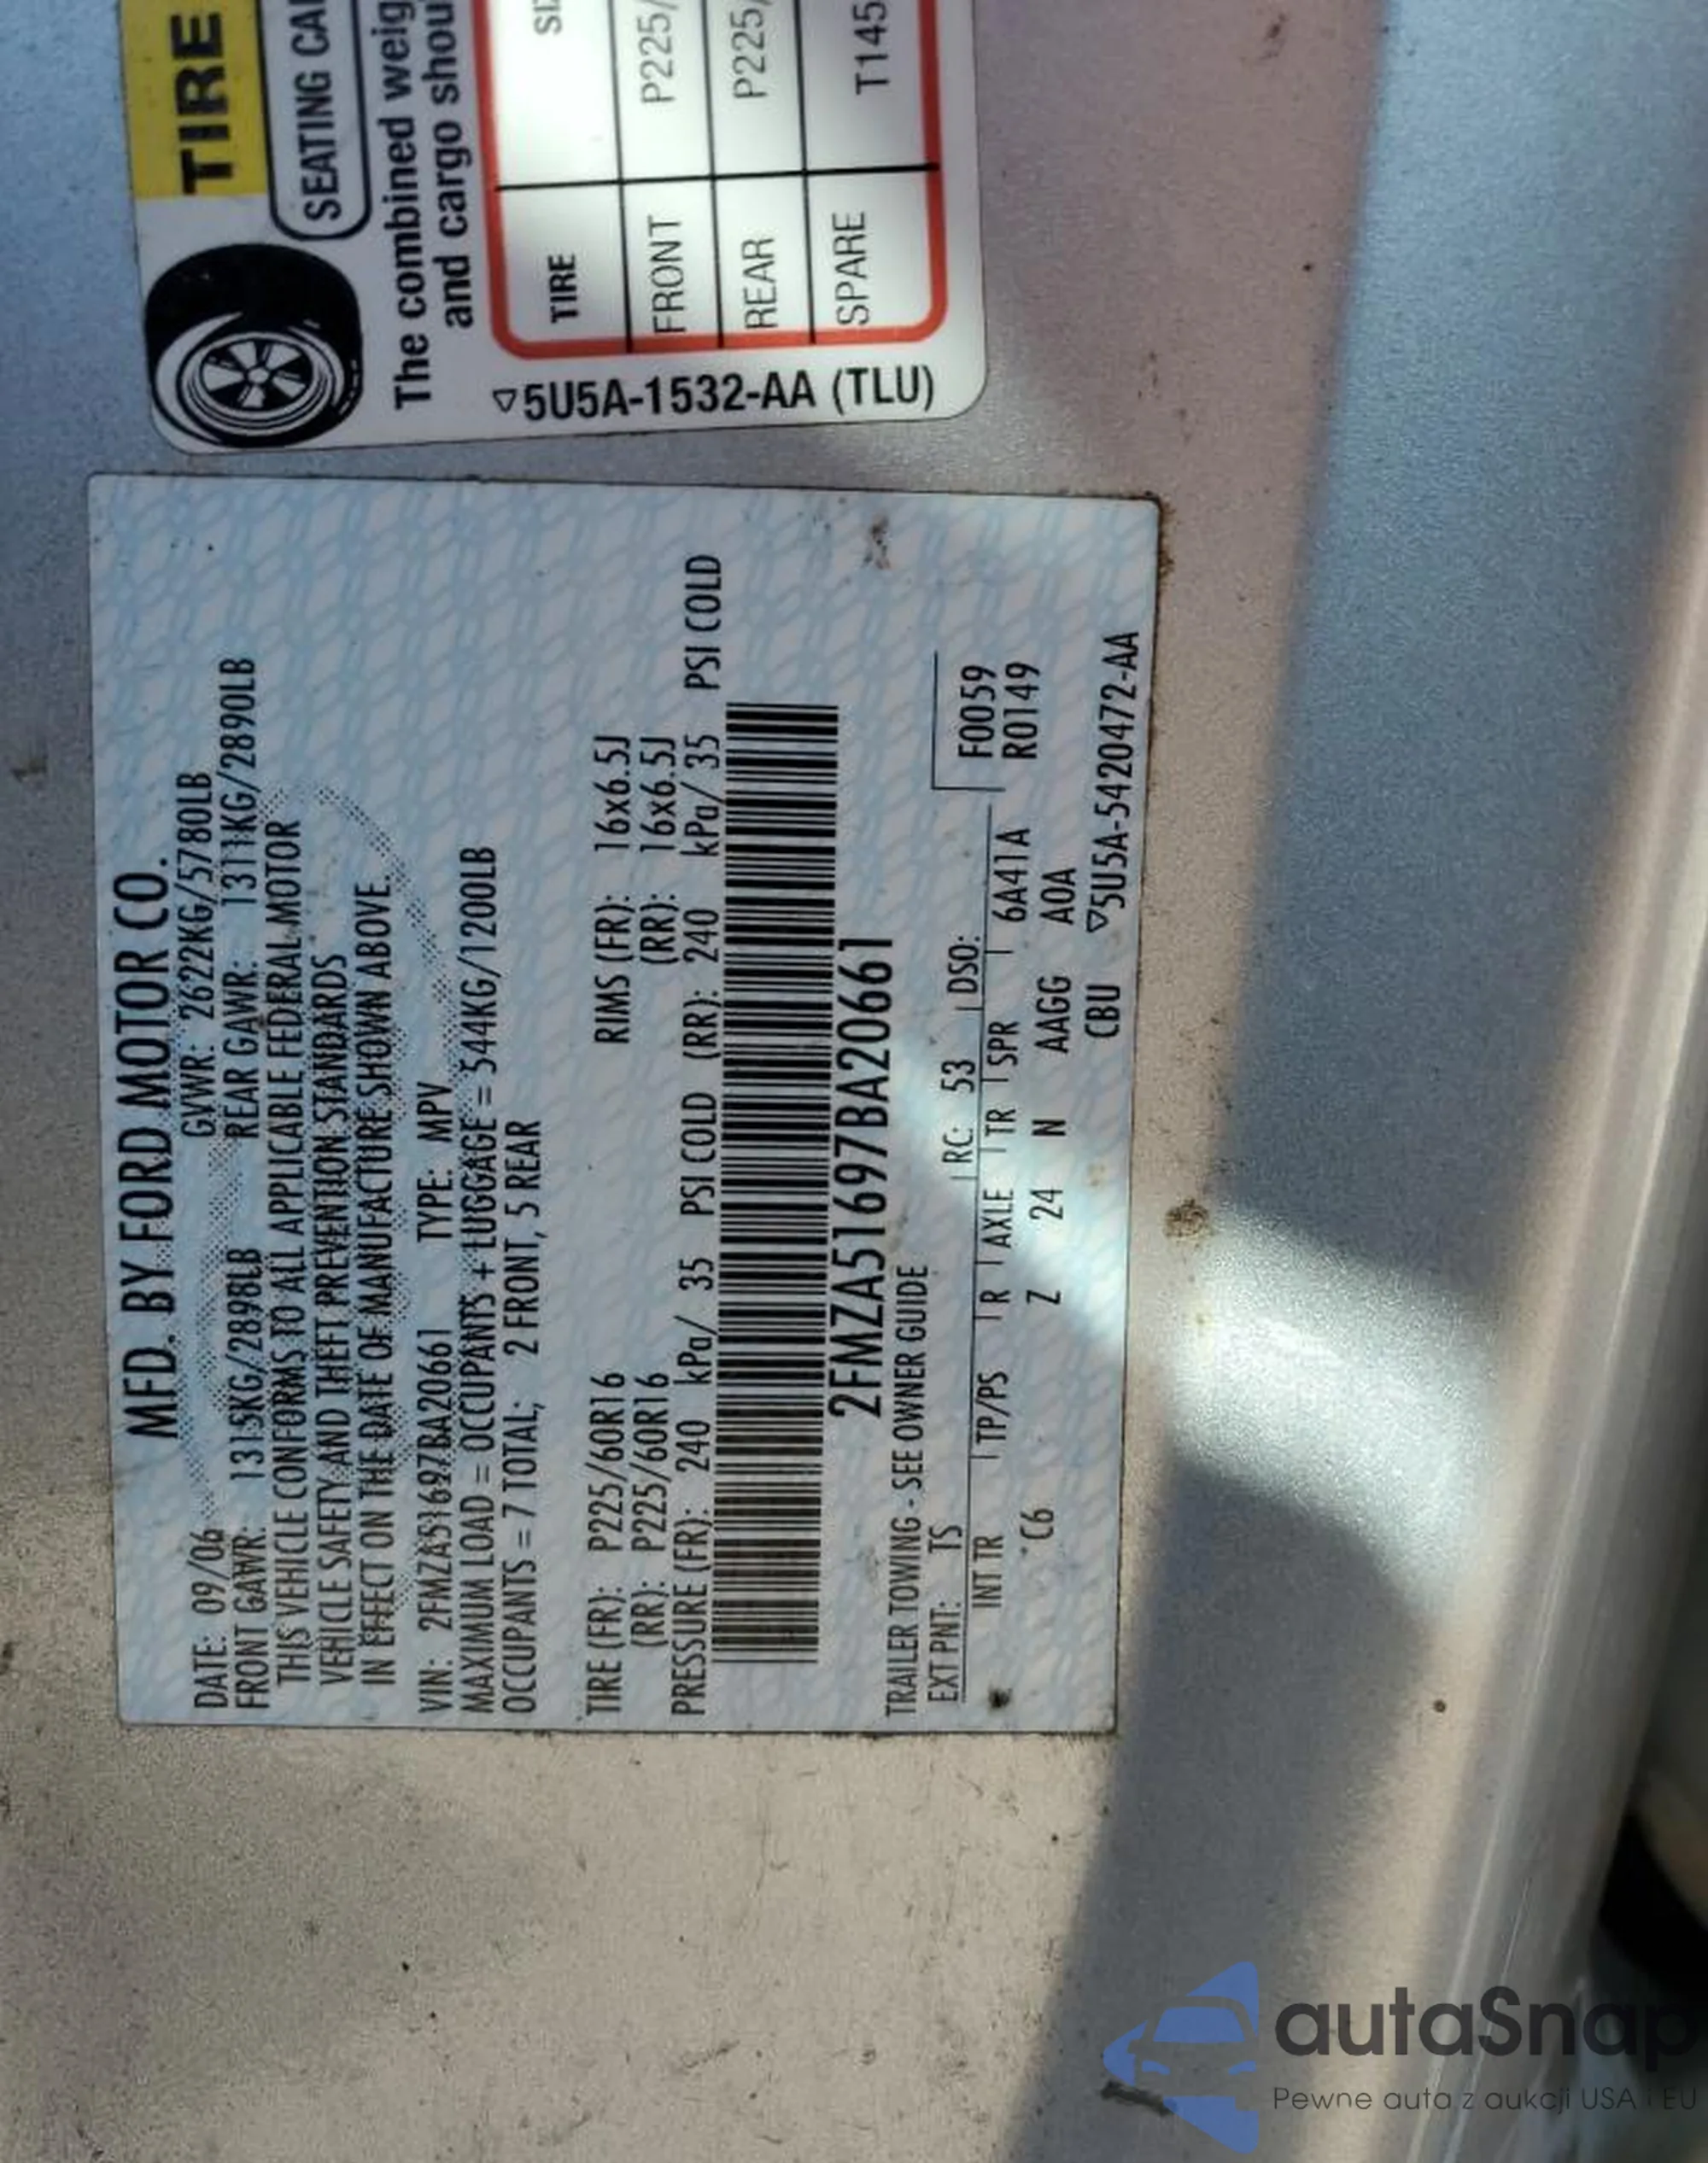 TIRE
SEATING CA
The combined weig
and cargo shou
TIRE
FRONT P225/
REAR P225/
SPARE T145
▽5U5A-1532-AA (TLU)
MFD. BY FORD MOTOR CO.
DATE: 09/06 GVWR: 2622KG/5780LB
FRONT GAWR: 1315KG/2898LB REAR GAWR: 1311KG/2890LB
THIS VEHICLE CONFORMS TO ALL APPLICABLE FEDERAL MOTOR
VEHICLE SAFETY AND THEFT PREVENTION STANDARDS
IN EFFECT ON THE DATE OF MANUFACTURE SHOWN ABOVE.
VIN: 2FMZA51697BA20661 TYPE: MPV
MAXIMUM LOAD = OCCUPANTS + LUGGAGE = 544KG/1200LB
OCCUPANTS = 7 TOTAL; 2 FRONT, 5 REAR
TIRE (FR): P225/60R16 RIMS (FR): 16x6.5J
(RR): P225/60R16 (RR): 16x6.5J
PRESSURE (FR): 240 kPa/ 35 PSI COLD (RR): 240 kPa/ 35 PSI COLD
2FMZA51697BA20661
TRAILER TOWING - SEE OWNER GUIDE
EXT PNT: TS RC: 53 DSO: F0059
INT TR TP/PS R AXLE TR SPR 6A41A R0149
C6 Z 24 N AAGG A0A
CBU ▽5U5A-5420472-AA
autaSnap
Pewne auta z aukcji USA i EU